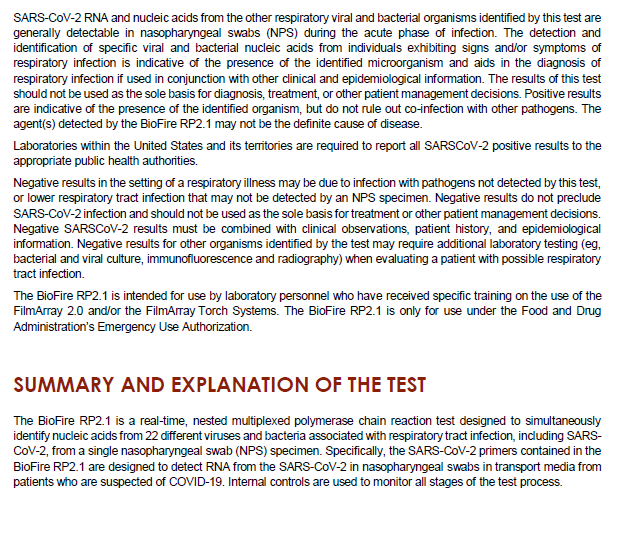 SARS-CoV-2 RNA and nucleic acids from the other respiratory viral and bacterial organisms identified by this test are
generally detectable in nasopharyngeal swabs (NPS) during the acute phase of infection. The detection and
identification of specific viral and bacterial nucleic acids from individuals exhibiting signs and/or symptoms of
respiratory infection is indicative of the presence of the identified microorganism and aids in the diagnosis of
respiratory infection if used in conjunction with other clinical and epidemiological information. The results of this test
should not be used as the sole basis for diagnosis, treatment, or other patient management decisions. Positive results
are indicative of the presence of the identified organism, but do not rule out co-infection with other pathogens. The
agent(s) detected by the BioFire RP2.1 may not be the definite cause of disease.
Laboratories within the United States and its territories are required to report all SARSCoV-2 positive results to the
appropriate public health authorities.
Negative results in the setting of a respiratory illness may be due to infection with pathogens not detected by this test,
or lower respiratory tract infection that may not be detected by an NPS specimen. Negative results do not preclude
SARS-CoV-2 infection and should not be used as the sole basis for treatment or other patient management decisions.
Negative SARSCoV-2 results must be combined with clinical observations, patient history, and epidemiological
information. Negative results for other organisms identified by the test may require additional laboratory testing (eg,
bacterial and viral culture, immunofluorescence and radiography) when evaluating a patient with possible respiratory
tract infection.
The BioFire RP2.1 is intended for use by laboratory personnel who have received specific training on the use of the
FilmArray 2.0 and/or the FilmArray Torch Systems. The BioFire RP2.1 is only for use under the Food and Drug
Administration's Emergency Use Authorization.
SUMMARY AND EXPLANATION OF THE TEST
The BioFire RP2.1 is a real-time, nested multiplexed polymerase chain reaction test designed to simultaneously
identify nucleic acids from 22 different viruses and bacteria associated with respiratory tract infection, including SARS-
CoV-2, from a single nasopharyngeal swab (NPS) specimen. Specifically, the SARS-CoV-2 primers contained in the
BioFire RP2.1 are designed to detect RNA from the SARS-CoV-2 in nasopharyngeal swabs in transport media from
patients who are suspected of COVID-19. Internal controls are used to monitor all stages of the test process.